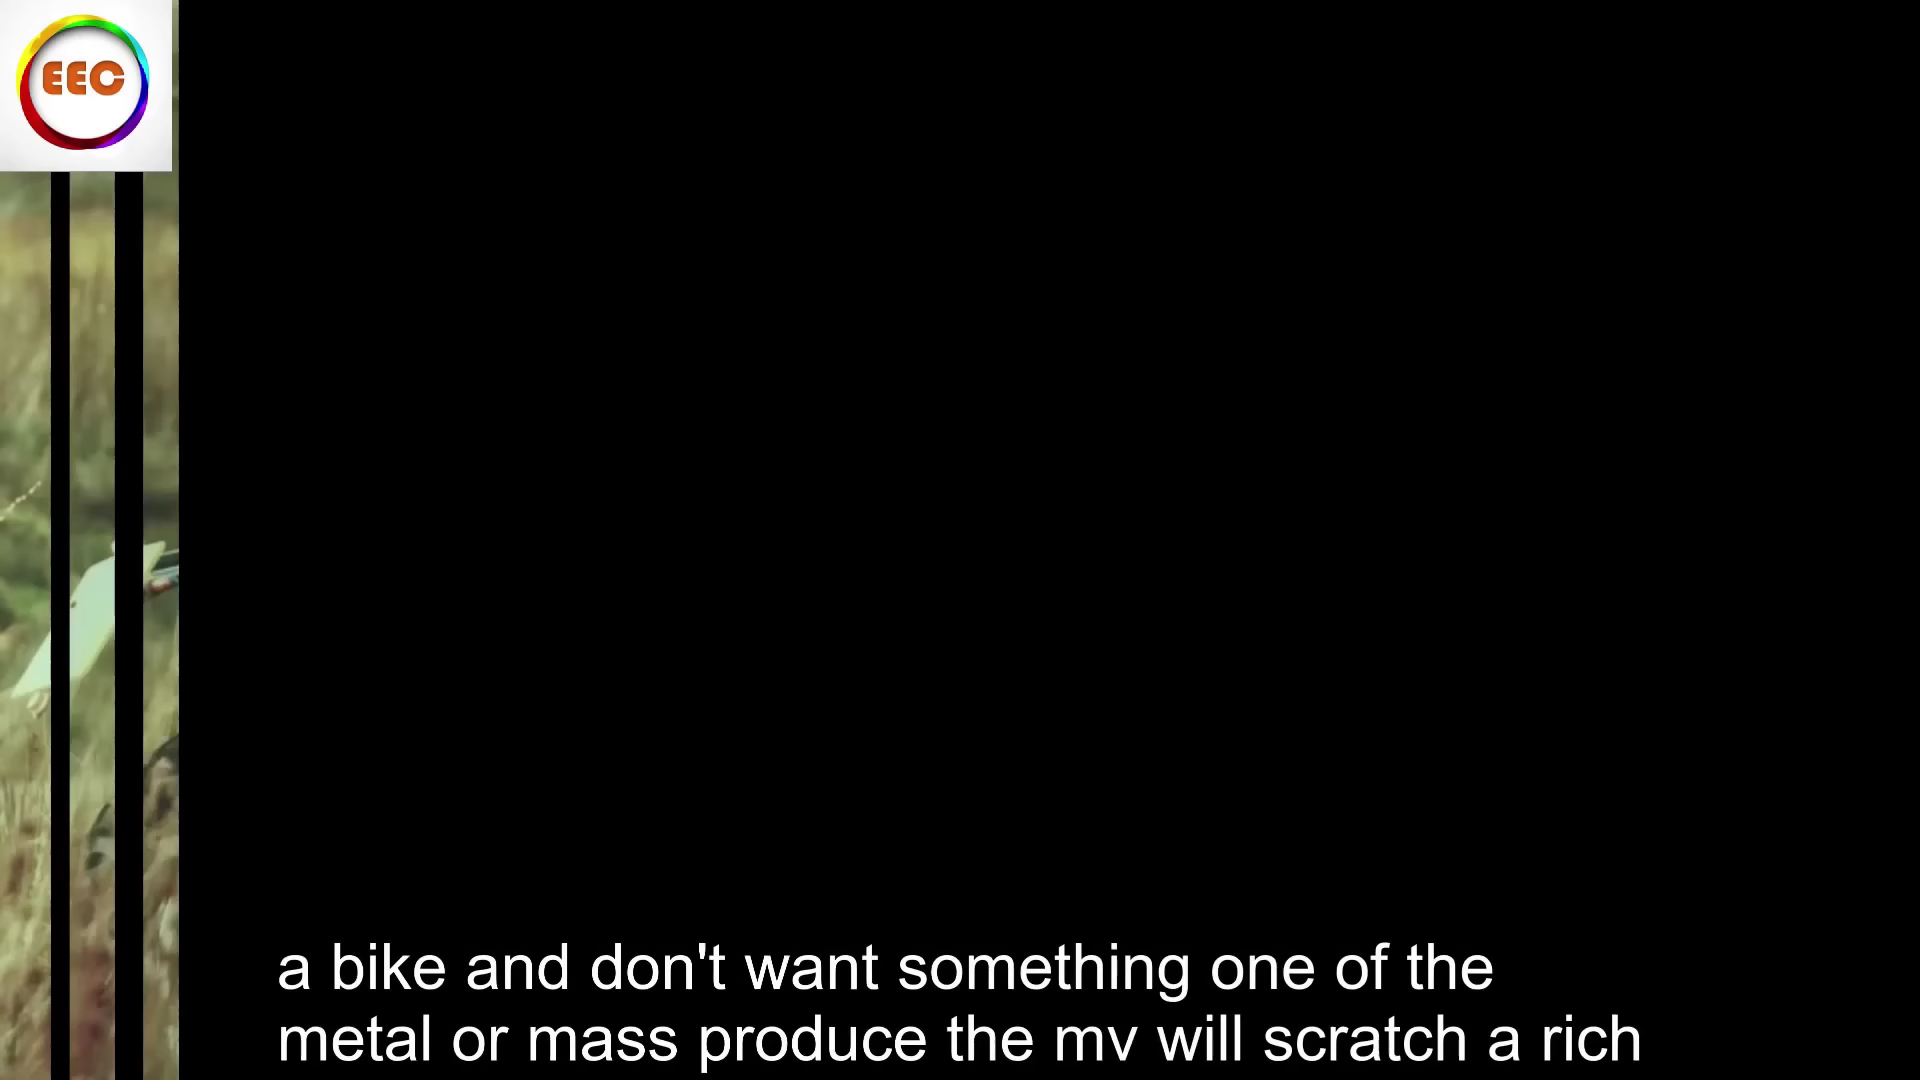 EEC
a bike and don't want something one of the
metal or mass produce the mv will scratch a rich